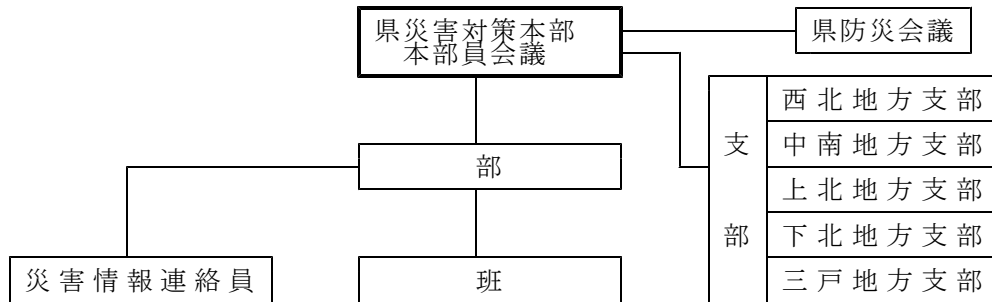 県災害対策本部
本部員会議
県防災会議
支部
西北地方支部
中南地方支部
上北地方支部
下北地方支部
三戸地方支部
部
災害情報連絡員
班